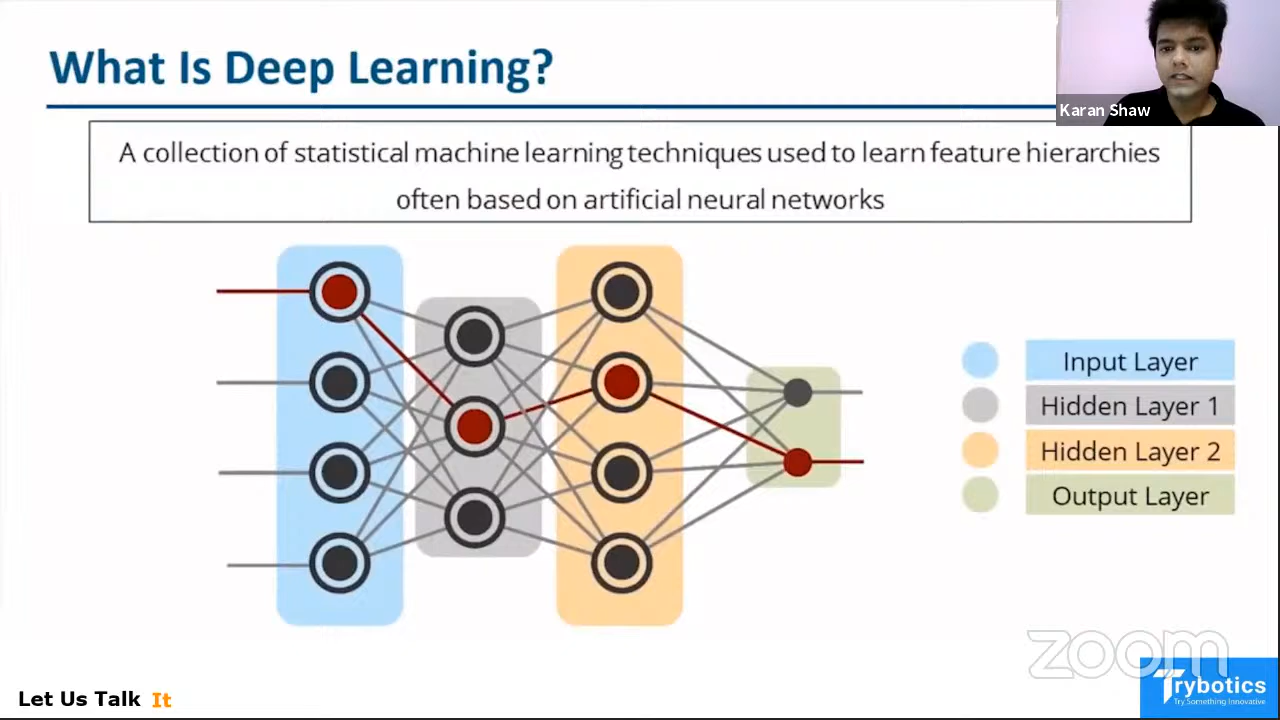 What Is Deep Learning?
Karan Shaw
A collection of statistical machine learning techniques used to learn feature hierarchies
often based on artificial neural networks
Input Layer
Hidden Layer 1
Hidden Layer 2
Output Layer
zoom
Let Us Talk It
Trybotics
Try Something Innovative